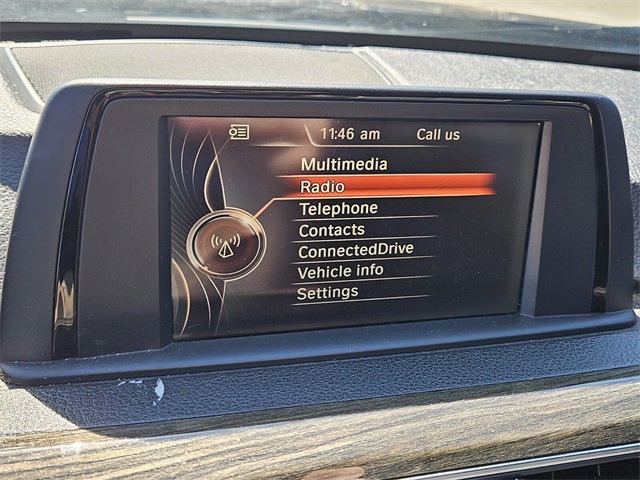 11:46 am Call us
Multimedia
Radio
Telephone
Contacts
ConnectedDrive
Vehicle info
Settings